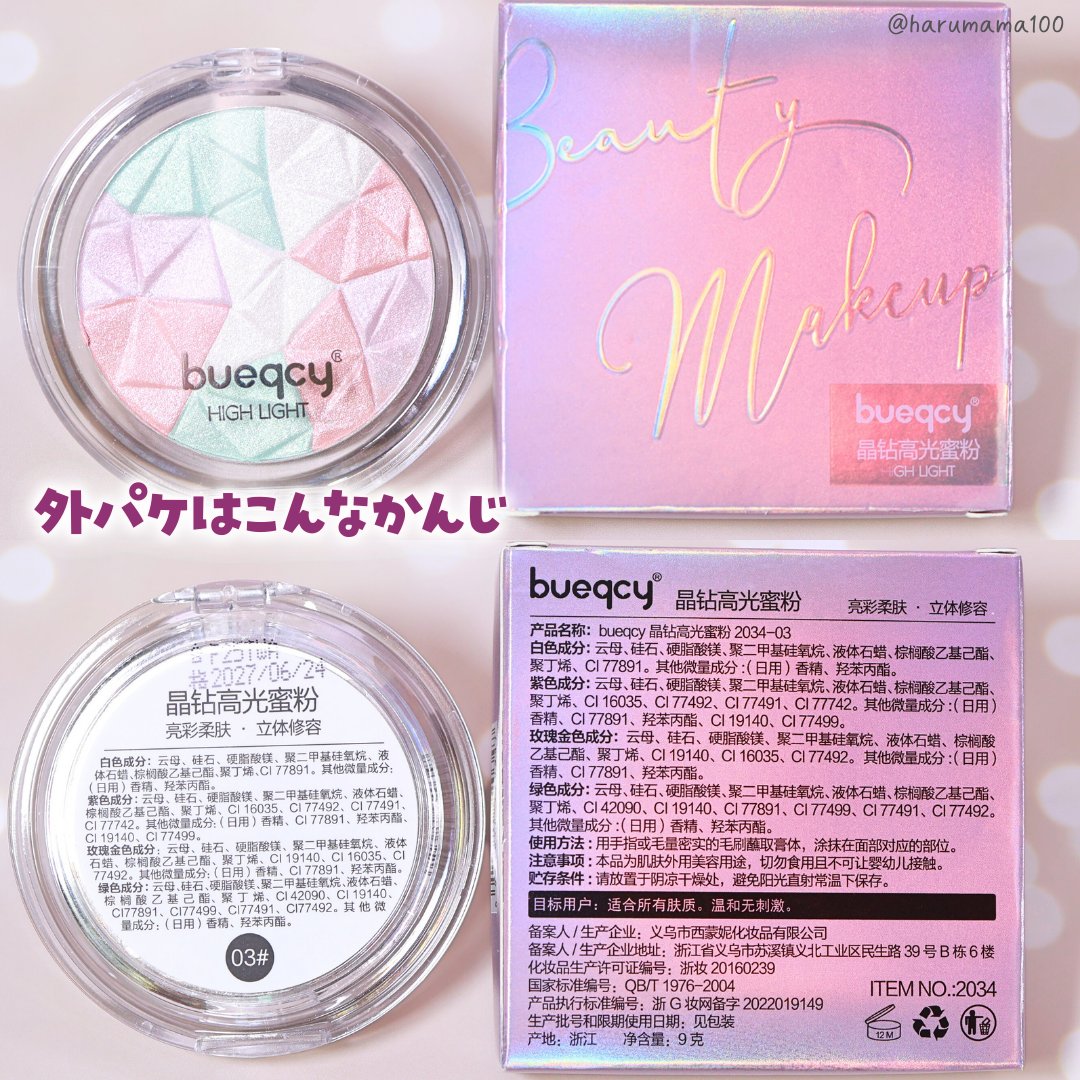 @harumama100
bueqcy®
HIGH LIGHT
Beauty
Makeup
bueqcy®
晶钻高光蜜粉
HIGH LIGHT
外パケはこんなかんじ
2027/06/24
晶钻高光蜜粉
亮彩柔肤 · 立体修容
白色成分：云母、硅石、硬脂酸镁、聚二甲基硅氧烷、液
体石蜡、棕榈酸乙基己酯、聚丁烯、CI 77891。其他微量成分：
（日用）香精、羟苯丙酯。
紫色成分：云母、硅石、硬脂酸镁、聚二甲基硅氧烷、液体石蜡、
棕榈酸乙基己酯、聚丁烯、CI 16035、CI 77492、CI 77491、
CI 77742。其他微量成分：（日用）香精、CI 77891、羟苯丙酯、
CI 19140、CI 77499。
玫瑰金色成分：云母、硅石、硬脂酸镁、聚二甲基硅氧烷、液体
石蜡、棕榈酸乙基己酯、聚丁烯、CI 19140、CI 16035、CI
77492。其他微量成分：（日用）香精、CI 77891、羟苯丙酯。
绿色成分：云母、硅石、硬脂酸镁、聚二甲基硅氧烷、液体石蜡、
棕榈酸乙基己酯、聚丁烯、CI 42090、CI 19140、
CI77891、CI77499、CI77491、CI77492。其他微
量成分：（日用）香精、羟苯丙酯。
03#
bueqcy® 晶钻高光蜜粉 亮彩柔肤 · 立体修容
产品名称：bueqcy 晶钻高光蜜粉 2034-03
白色成分：云母、硅石、硬脂酸镁、聚二甲基硅氧烷、液体石蜡、棕榈酸乙基己酯、
聚丁烯、CI 77891。其他微量成分：（日用）香精、羟苯丙酯。
紫色成分：云母、硅石、硬脂酸镁、聚二甲基硅氧烷、液体石蜡、棕榈酸乙基己酯、
聚丁烯、CI 16035、CI 77492、CI 77491、CI 77742。其他微量成分：（日用）
香精、CI 77891、羟苯丙酯、CI 19140、CI 77499。
玫瑰金色成分：云母、硅石、硬脂酸镁、聚二甲基硅氧烷、液体石蜡、棕榈酸
乙基己酯、聚丁烯、CI 19140、CI 16035、CI 77492。其他微量成分：（日用）
香精、CI 77891、羟苯丙酯。
绿色成分：云母、硅石、硬脂酸镁、聚二甲基硅氧烷、液体石蜡、棕榈酸乙基己酯、
聚丁烯、CI 42090、CI 19140、CI 77891、CI 77499、CI 77491、CI 77492。
其他微量成分：（日用）香精、羟苯丙酯。
使用方法：用手指或毛量密实的毛刷蘸取膏体，涂抹在面部对应的部位。
注意事项：本品为肌肤外用美容用途，切勿食用且不可让婴幼儿接触。
贮存条件：请放置于阴凉干燥处，避免阳光直射常温下保存。
目标用户：适合所有肤质。温和无刺激。
备案人/生产企业：义乌市西蒙妮化妆品有限公司
备案人/生产企业地址：浙江省义乌市苏溪镇义北工业区民生路 39 号 B 栋 6 楼
化妆品生产许可证编号：浙妆 20160239
国家标准编号：QB/T 1976-2004
产品执行标准编号：浙 G 妆网备字 2022019149
生产批号和限期使用日期：见包装
产地：浙江 净含量：9 克
ITEM NO.:2034
12 M